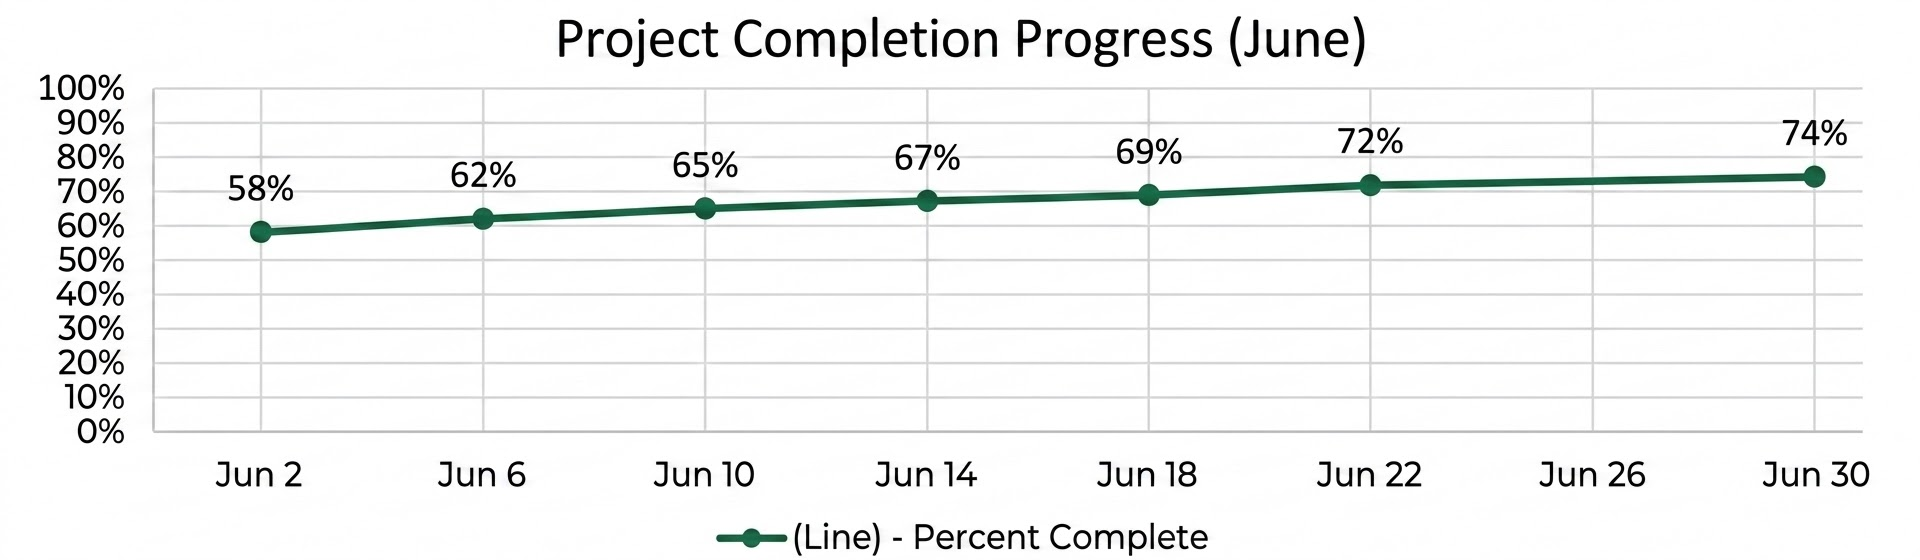 Project Completion Progress (June)
100%
90%
80%
70%
60%
50%
40%
30%
20%
10%
0%
58%
62%
65%
67%
69%
72%
74%
Jun 2
Jun 6
Jun 10
Jun 14
Jun 18
Jun 22
Jun 26
Jun 30
(Line) - Percent Complete